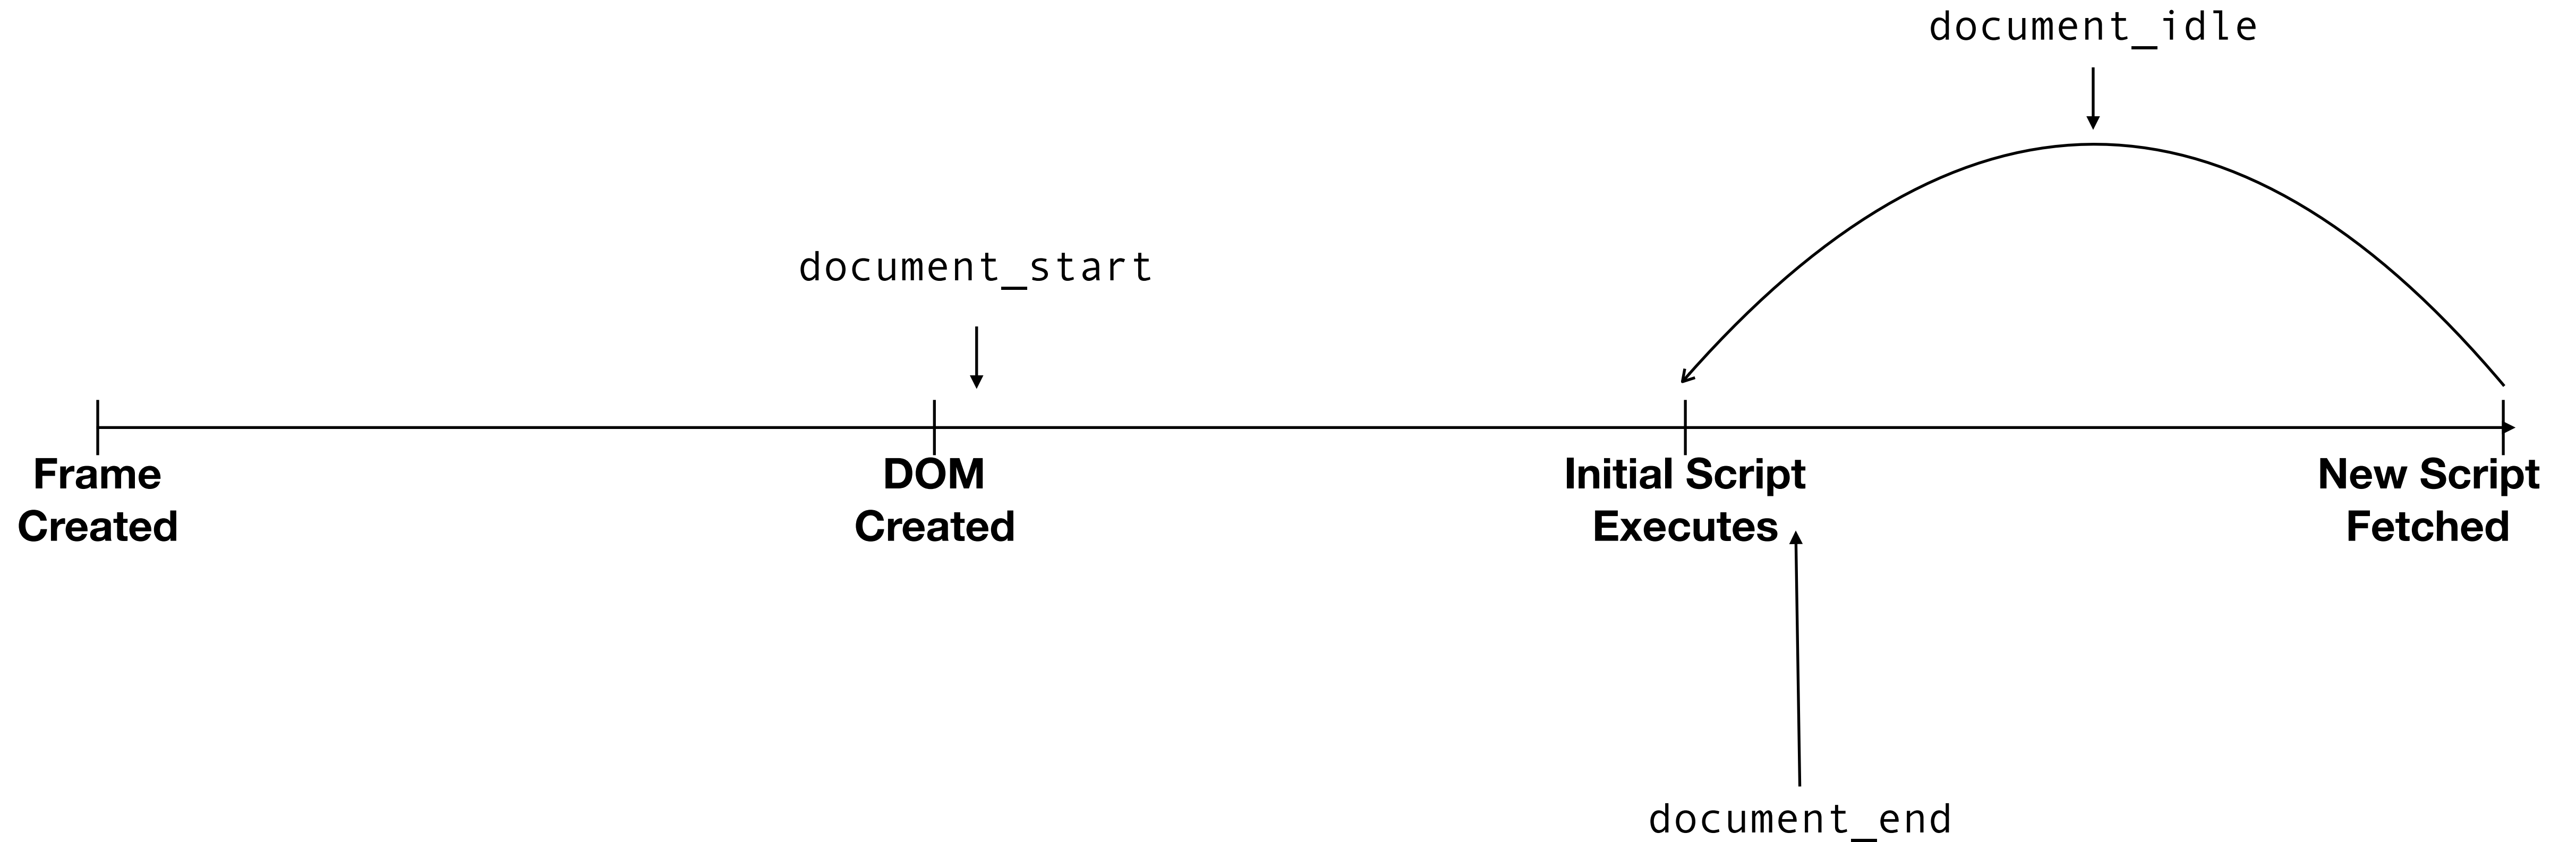 document_idle
document_start
Frame
Created
DOM
Created
Initial Script
Executes
New Script
Fetched
document_end